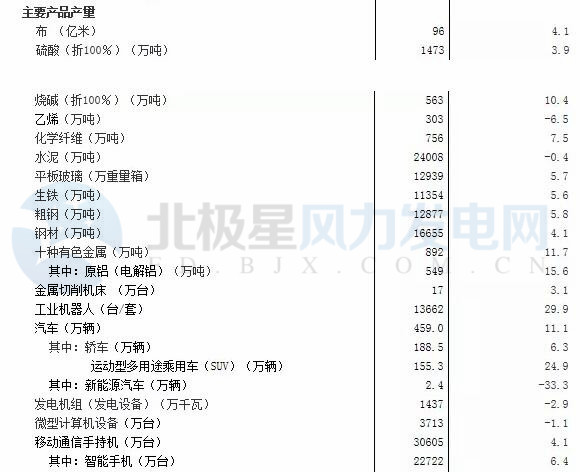 主要产品产量
布 （亿米） 96 4.1
硫酸（折100%）（万吨） 1473 3.9
烧碱（折100%）（万吨） 563 10.4
乙烯（万吨） 303 -6.5
化学纤维（万吨） 756 7.5
水泥（万吨） 24008 -0.4
平板玻璃（万重量箱） 12939 5.7
生铁（万吨） 11354 5.6
粗钢（万吨） 12877 5.8
钢材（万吨） 16655 4.1
北极星风力发电网
十种有色金属（万吨） 892 11.7
其中：原铝（电解铝）（万吨） 549 15.6
FD.BJX.COM.CN
金属切削机床 （万台） 17 3.1
工业机器人（台/套） 13662 29.9
汽车（万辆） 459.0 11.1
其中：轿车（万辆） 188.5 6.3
运动型多用途乘用车（SUV）（万辆） 155.3 24.9
其中：新能源汽车（万辆） 2.4 -33.3
发电机组（发电设备）（万千瓦） 1437 -2.9
微型计算机设备（万台） 3713 -1.1
移动通信手持机（万台） 30605 4.1
其中：智能手机（万台） 22722 6.4